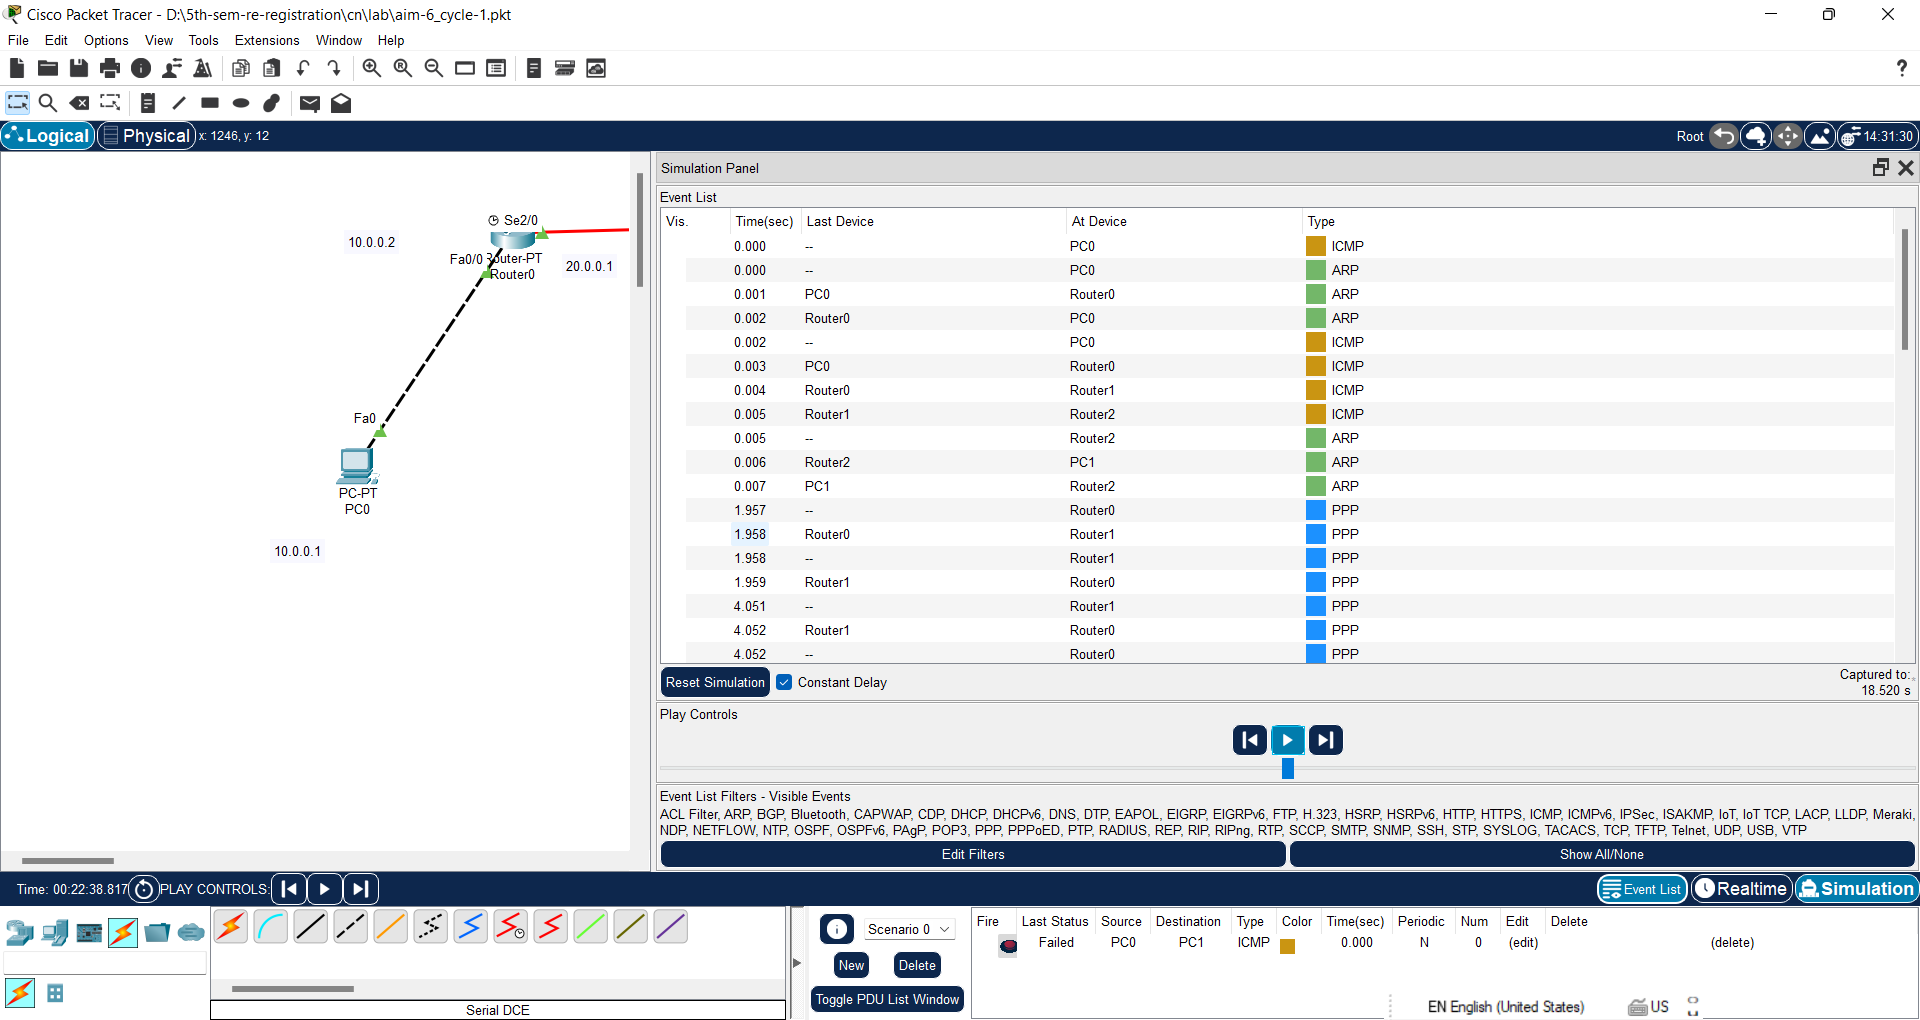 Cisco Packet Tracer - D:\5th-sem-re-registration\cn\lab\aim-6_cycle-1.pkt
File Edit Options View Tools Extensions Window Help
?
Logical Physical x: 1246, y: 12 Root 14:31:30
Simulation Panel
Event List
Vis. Time(sec) Last Device At Device Type
0.000 -- PC0 ICMP
0.000 -- PC0 ARP
0.001 PC0 Router0 ARP
0.002 Router0 PC0 ARP
0.002 -- PC0 ICMP
0.003 PC0 Router0 ICMP
0.004 Router0 Router1 ICMP
0.005 Router1 Router2 ICMP
0.005 -- Router2 ARP
0.006 Router2 PC1 ARP
0.007 PC1 Router2 ARP
1.957 -- Router0 PPP
1.958 Router0 Router1 PPP
1.958 -- Router1 PPP
1.959 Router1 Router0 PPP
4.051 -- Router1 PPP
4.052 Router1 Router0 PPP
4.052 -- Router0 PPP
Se2/0
10.0.0.2
Fa0/0 Router-PT
Router0
20.0.0.1
Fa0
PC-PT
PC0
10.0.0.1
Reset Simulation Constant Delay
Captured to:
18.520 s
Play Controls
Event List Filters - Visible Events
ACL Filter, ARP, BGP, Bluetooth, CAPWAP, CDP, DHCP, DHCPv6, DNS, DTP, EAPOL, EIGRP, EIGRPv6, FTP, H.323, HSRP, HSRPv6, HTTP, HTTPS, ICMP, ICMPv6, IPSec, ISAKMP, IoT, IoT TCP, LACP, LLDP, Meraki,
NDP, NETFLOW, NTP, OSPF, OSPFv6, PAgP, POP3, PPP, PPPoED, PTP, RADIUS, REP, RIP, RIPng, RTP, SCCP, SMTP, SNMP, SSH, STP, SYSLOG, TACACS, TCP, TFTP, Telnet, UDP, USB, VTP
Edit Filters Show All/None
Time: 00:22:38.817 PLAY CONTROLS: Event List Realtime Simulation
Scenario 0
New Delete
Toggle PDU List Window
Fire Last Status Source Destination Type Color Time(sec) Periodic Num Edit Delete
Failed PC0 PC1 ICMP 0.000 N 0 (edit) (delete)
Serial DCE
EN English (United States) US